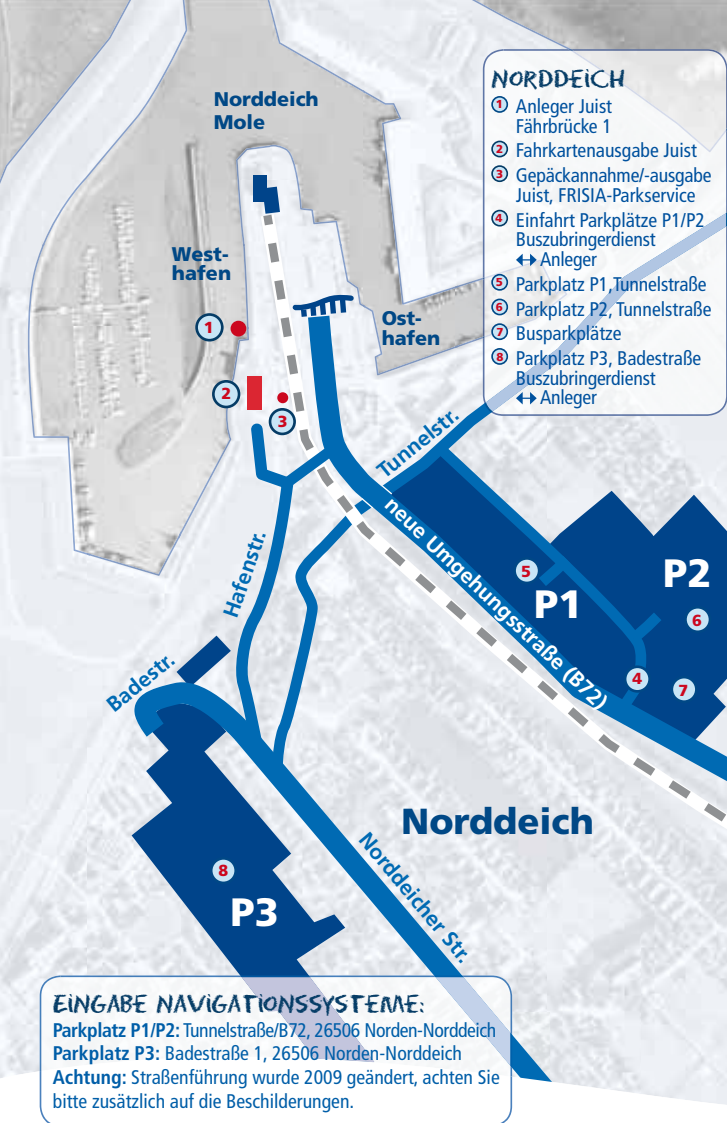 Norddeich
Mole
West-
hafen
Ost-
hafen
1
2
3
NORDDEICH
1 Anleger Juist
Fährbrücke 1
2 Fahrkartenausgabe Juist
3 Gepäckannahme/-ausgabe
Juist, FRISIA-Parkservice
4 Einfahrt Parkplätze P1/P2
Buszubringerdienst
↔ Anleger
5 Parkplatz P1, Tunnelstraße
6 Parkplatz P2, Tunnelstraße
7 Busparkplätze
8 Parkplatz P3, Badestraße
Buszubringerdienst
↔ Anleger
Tunnelstr.
neue Umgehungsstraße (B72)
Hafenstr.
5
P1
P2
6
4
7
Badestr.
Norddeich
Norddeicher Str.
8
P3
EINGABE NAVIGATIONSSYSTEME:
Parkplatz P1/P2: Tunnelstraße/B72, 26506 Norden-Norddeich
Parkplatz P3: Badestraße 1, 26506 Norden-Norddeich
Achtung: Straßenführung wurde 2009 geändert, achten Sie
bitte zusätzlich auf die Beschilderungen.